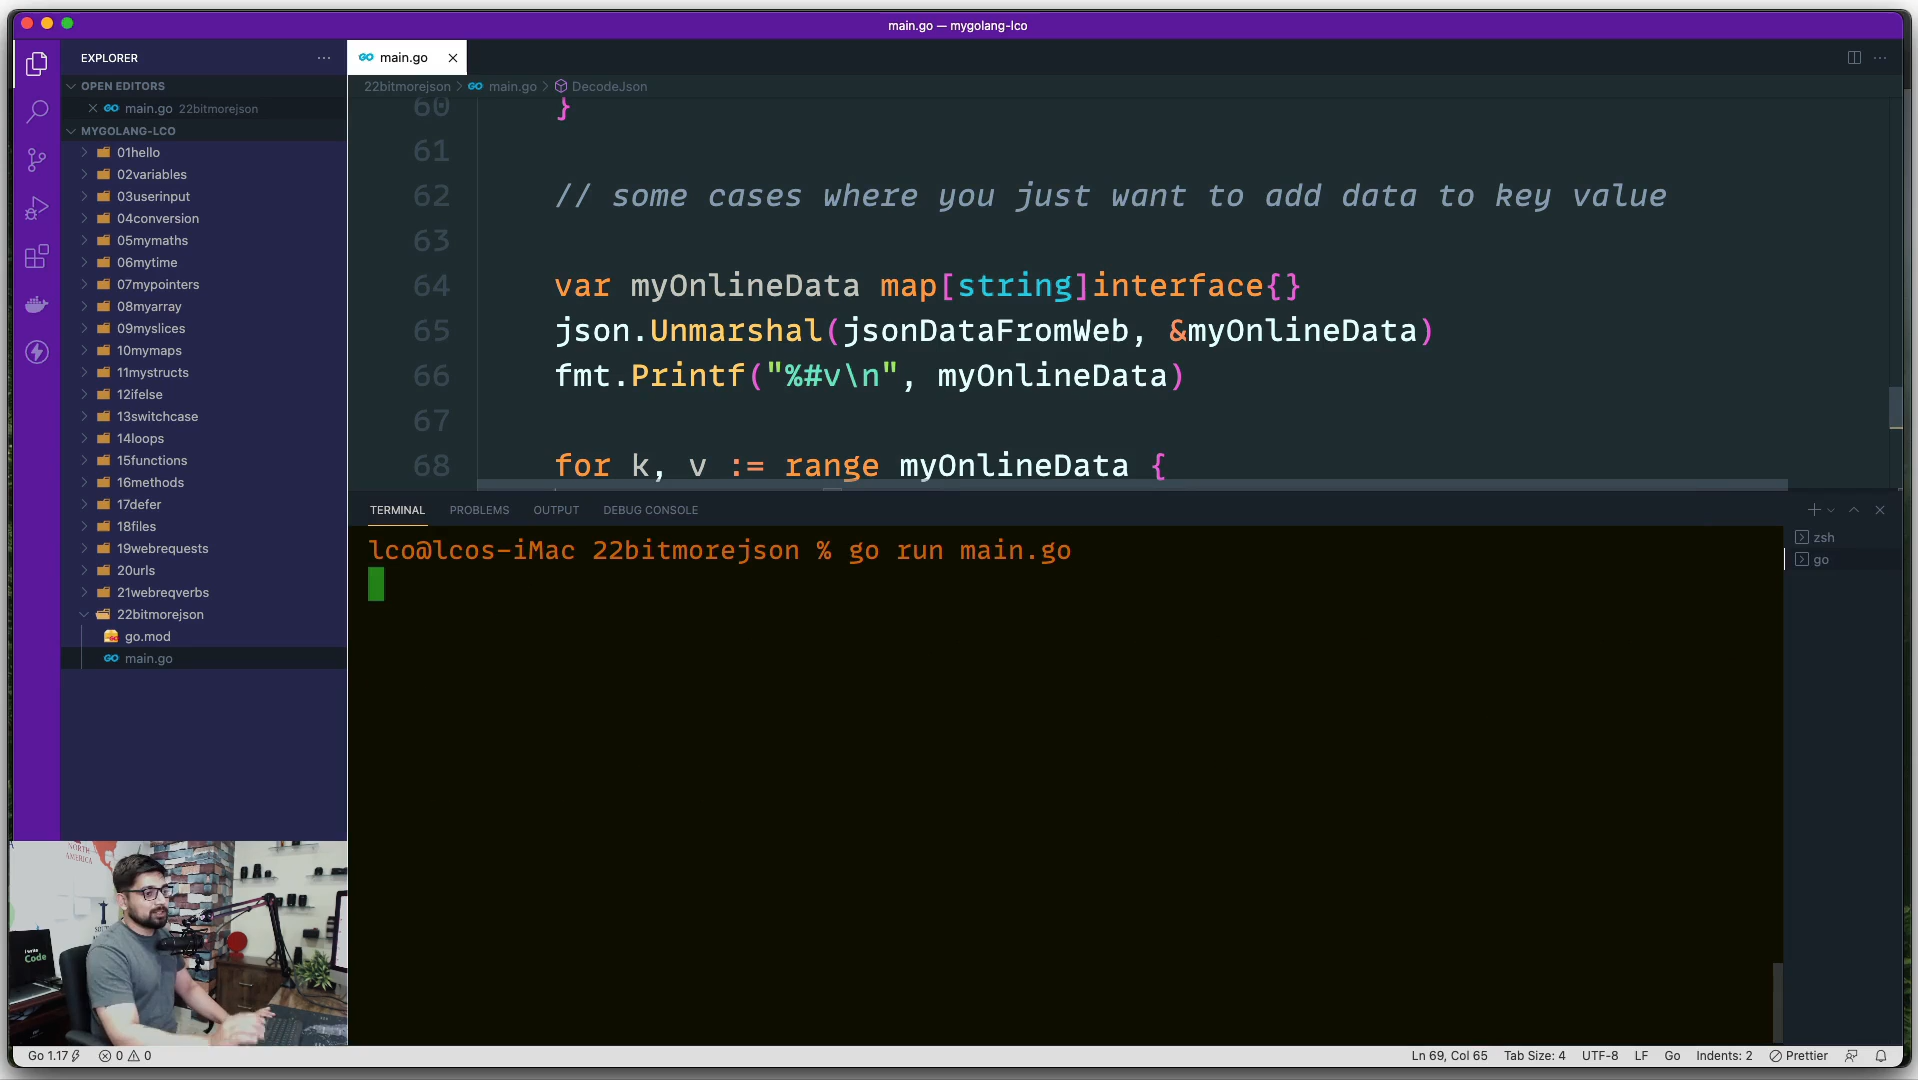 main.go — mygolang-lco
EXPLORER
OPEN EDITORS
main.go 22bitmorejson
MYGOLANG-LCO
01hello
02variables
03userinput
04conversion
05mymaths
06mytime
07mypointers
08myarray
09myslices
10mymaps
11mystructs
12ifelse
13switchcase
14loops
15functions
16methods
17defer
18files
19webrequests
20urls
21webreqverbs
22bitmorejson
go.mod
main.go
main.go
22bitmorejson > main.go > DecodeJson
60 }
61
62 // some cases where you just want to add data to key value
63
64 var myOnlineData map[string]interface{}
65 json.Unmarshal(jsonDataFromWeb, &myOnlineData)
66 fmt.Printf("%#v\n", myOnlineData)
67
68 for k, v := range myOnlineData {
TERMINAL PROBLEMS OUTPUT DEBUG CONSOLE
lco@lcos-iMac 22bitmorejson % go run main.go
zsh
go
NORTH
AMERICA
I write
Code
Go 1.17 0 0 Ln 69, Col 65 Tab Size: 4 UTF-8 LF Go Indents: 2 Prettier